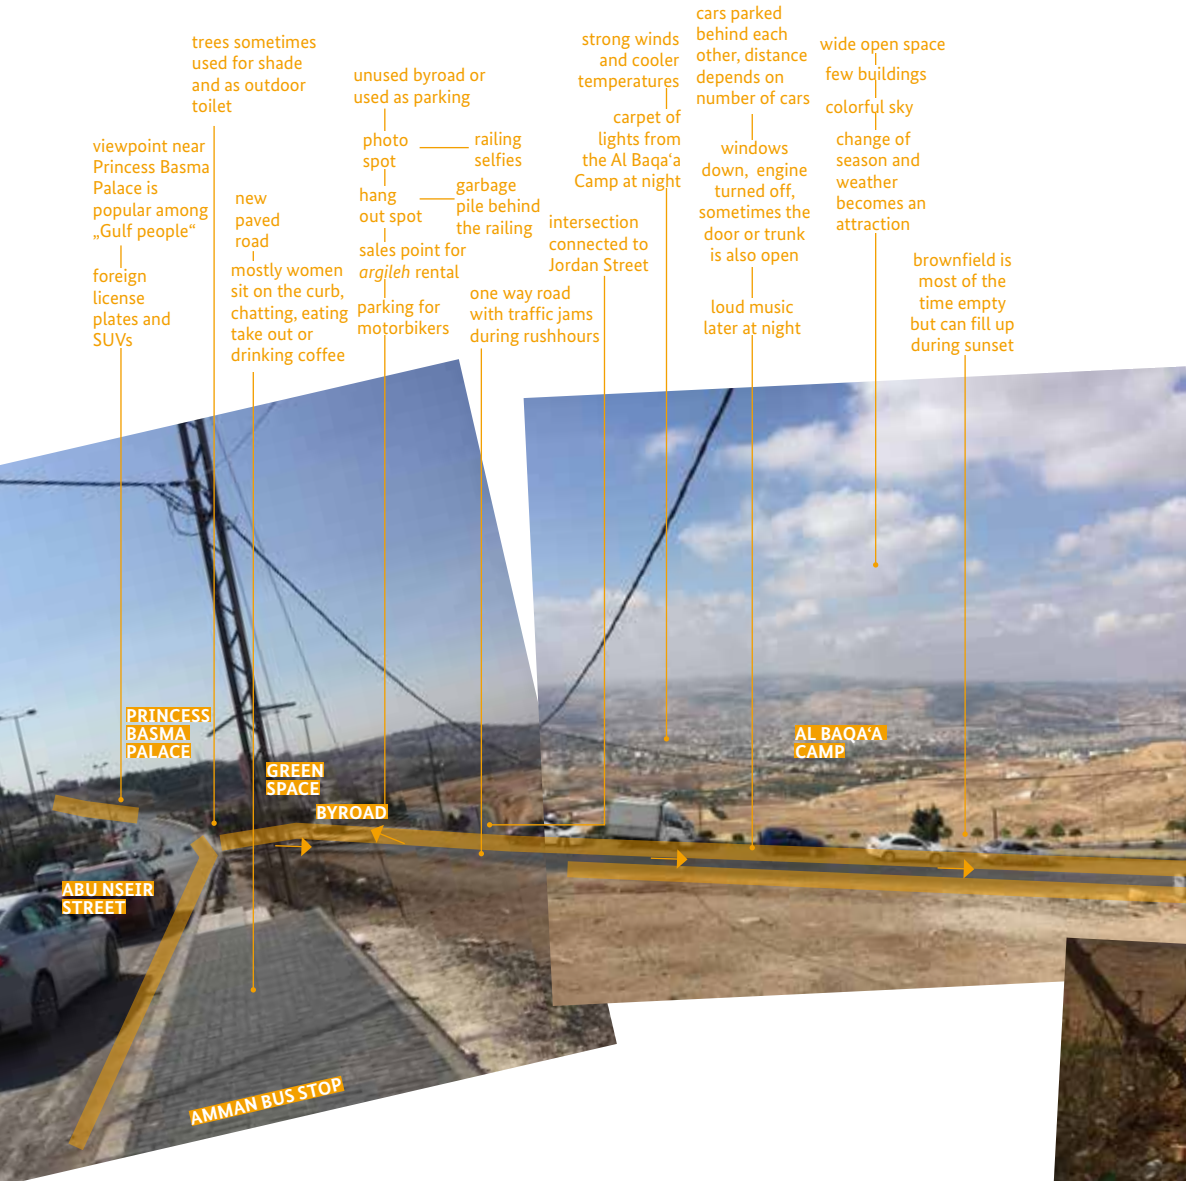 trees sometimes
used for shade
and as outdoor
toilet
viewpoint near
Princess Basma
Palace is
popular among
„Gulf people“
foreign
license
plates and
SUVs
new
paved
road
mostly women
sit on the curb,
chatting, eating
take out or
drinking coffee
unused byroad or
used as parking
photo
spot
railing
selfies
hang
out spot
garbage
pile behind
the railing
sales point for
argileh rental
parking for
motorbikers
one way road
with traffic jams
during rushhours
intersection
connected to
Jordan Street
strong winds
and cooler
temperatures
carpet of
lights from
the Al Baqa‘a
Camp at night
cars parked
behind each
other, distance
depends on
number of cars
windows
down, engine
turned off,
sometimes the
door or trunk
is also open
loud music
later at night
wide open space
few buildings
colorful sky
change of
season and
weather
becomes an
attraction
brownfield is
most of the
time empty
but can fill up
during sunset
PRINCESS
BASMA
PALACE
GREEN
SPACE
BYROAD
ABU NSEIR
STREET
AMMAN BUS STOP
AL BAQA‘A
CAMP